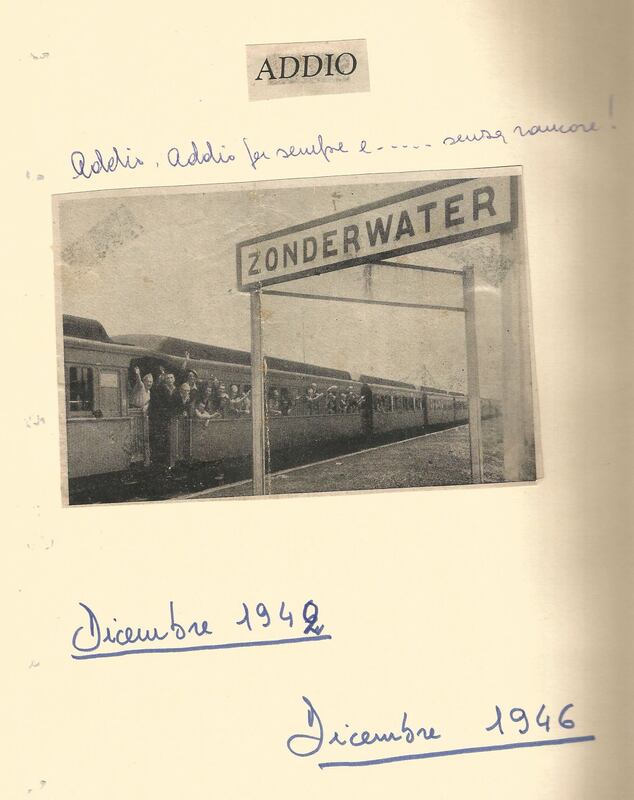 ADDIO
Addio, Addio per sempre e..... senza rancore!
ZONDERWATER
Dicembre 1942
Dicembre 1946